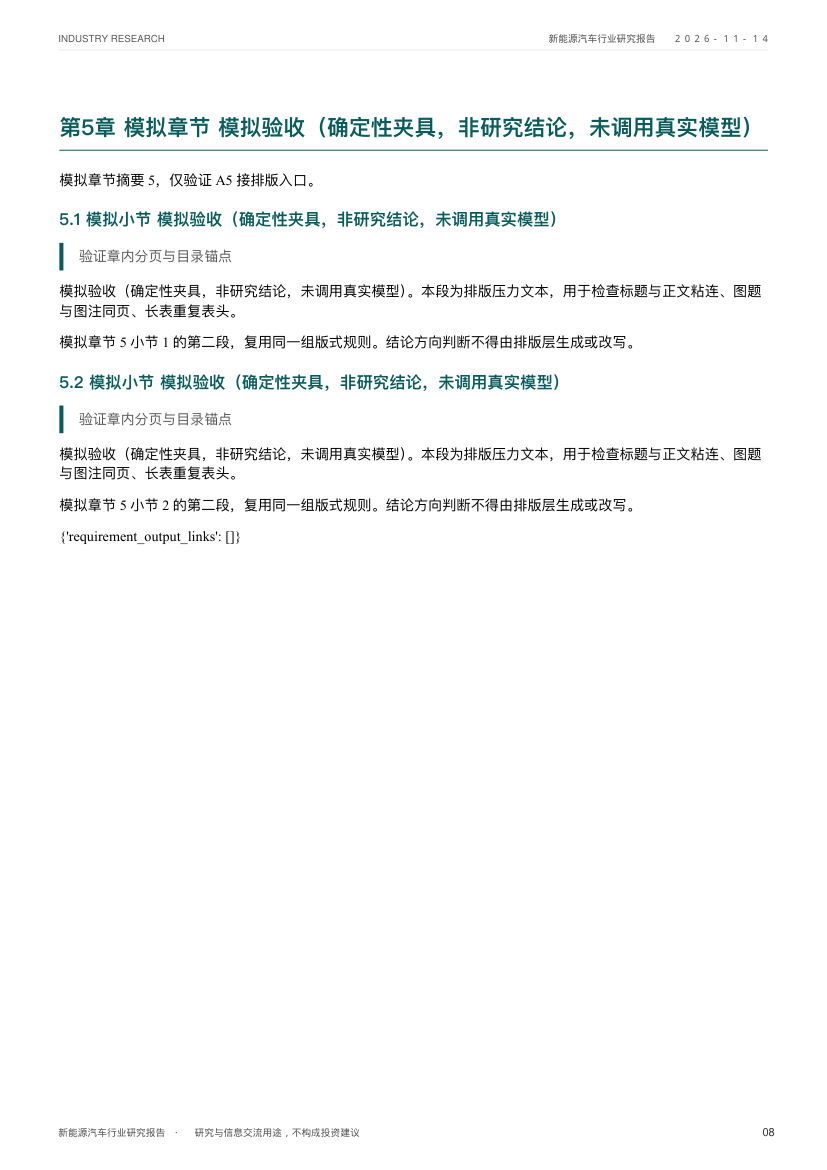 INDUSTRY RESEARCH
新能源汽车行业研究报告 2026-11-14
第5章 模拟章节 模拟验收（确定性夹具，非研究结论，未调用真实模型）
模拟章节摘要 5，仅验证 A5 接排版入口。
5.1 模拟小节 模拟验收（确定性夹具，非研究结论，未调用真实模型）
验证章内分页与目录锚点
模拟验收（确定性夹具，非研究结论，未调用真实模型）。本段为排版压力文本，用于检查标题与正文粘连、图题
与图注同页、长表重复表头。
模拟章节 5 小节 1 的第二段，复用同一组版式规则。结论方向判断不得由排版层生成或改写。
5.2 模拟小节 模拟验收（确定性夹具，非研究结论，未调用真实模型）
验证章内分页与目录锚点
模拟验收（确定性夹具，非研究结论，未调用真实模型）。本段为排版压力文本，用于检查标题与正文粘连、图题
与图注同页、长表重复表头。
模拟章节 5 小节 2 的第二段，复用同一组版式规则。结论方向判断不得由排版层生成或改写。
{'requirement_output_links': []}
新能源汽车行业研究报告 · 研究与信息交流用途，不构成投资建议 08